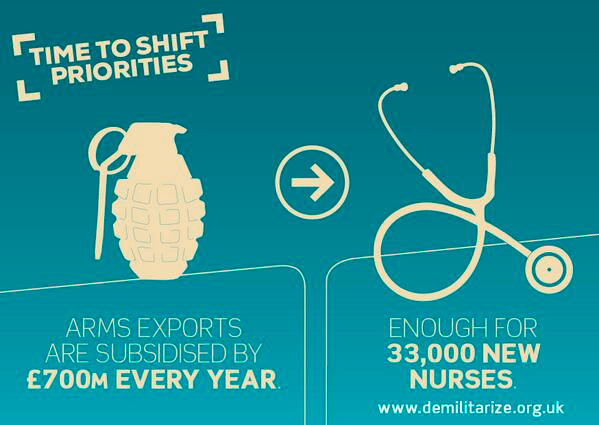 TIME TO SHIFT
PRIORITIES
ARMS EXPORTS
ARE SUBSIDISED BY
£700M EVERY YEAR.
ENOUGH FOR
33,000 NEW
NURSES.
www.demilitarize.org.uk